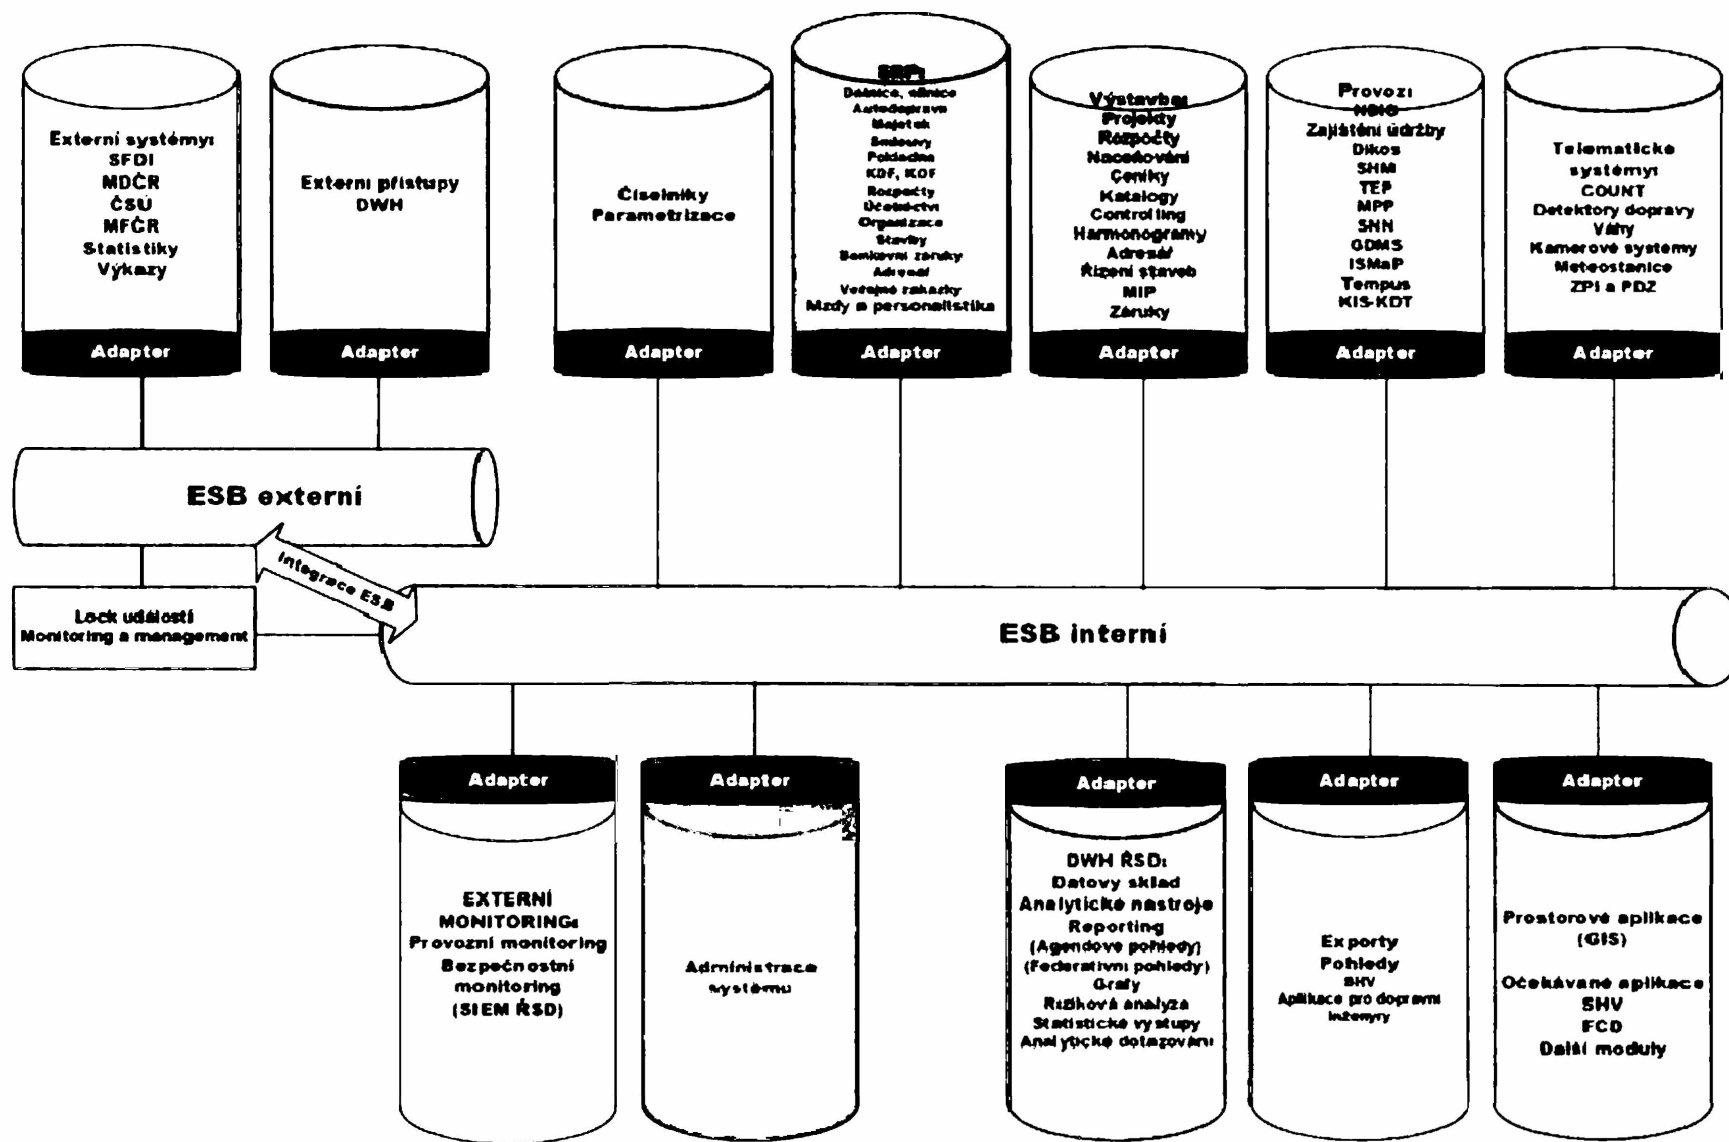 Externí systémy:
SFDI
MDČR
ČSÚ
MFČR
Statistiky
Výkazy
Adapter
Externí přístupy
DWH
Adapter
Číselníky
Parametrizace
Adapter
ERP:
Dálnice, silnice
Autodoprava
Majetek
Smlouvy
Pokladna
KDF, KOF
Rozpočty
Účetnictví
Organizace
Stavby
Bankovní záruky
Adresář
Veřejné zakázky
Mzdy a personalistika
Adapter
Výstavba:
Projekty
Rozpočty
Naceňování
Ceníky
Katalogy
Controlling
Harmonogramy
Adresář
Řízení staveb
MIP
Záruky
Adapter
Provoz:
Zajištění údržby
Dikos
SHM
TEP
MPP
SNN
GDMS
ISMaP
Tempus
KIS-KDT
Adapter
Telematické
systémy:
COUNT
Detektory dopravy
Váhy
Kamerové systémy
Meteostanice
ZPI a PDZ
Adapter
ESB externí
Integrace ESB
Lock událostí
Monitoring a management
ESB interní
Adapter
EXTERNÍ
MONITORING:
Provozní monitoring
Bezpečnostní
monitoring
(SIEM ŘSD)
Adapter
Administrace
systému
Adapter
DWH ŘSD:
Datový sklad
Analytické nástroje
Reporting
(Agendové pohledy)
(Federativní pohledy)
Grafy
Riziková analýza
Statistické výstupy
Analytické dotazování
Adapter
Exporty
Pohledy
SHV
Aplikace pro dopravní
inženýry
Adapter
Prostorové aplikace
(GIS)
Očekávané aplikace
SHV
FCD
Další moduly